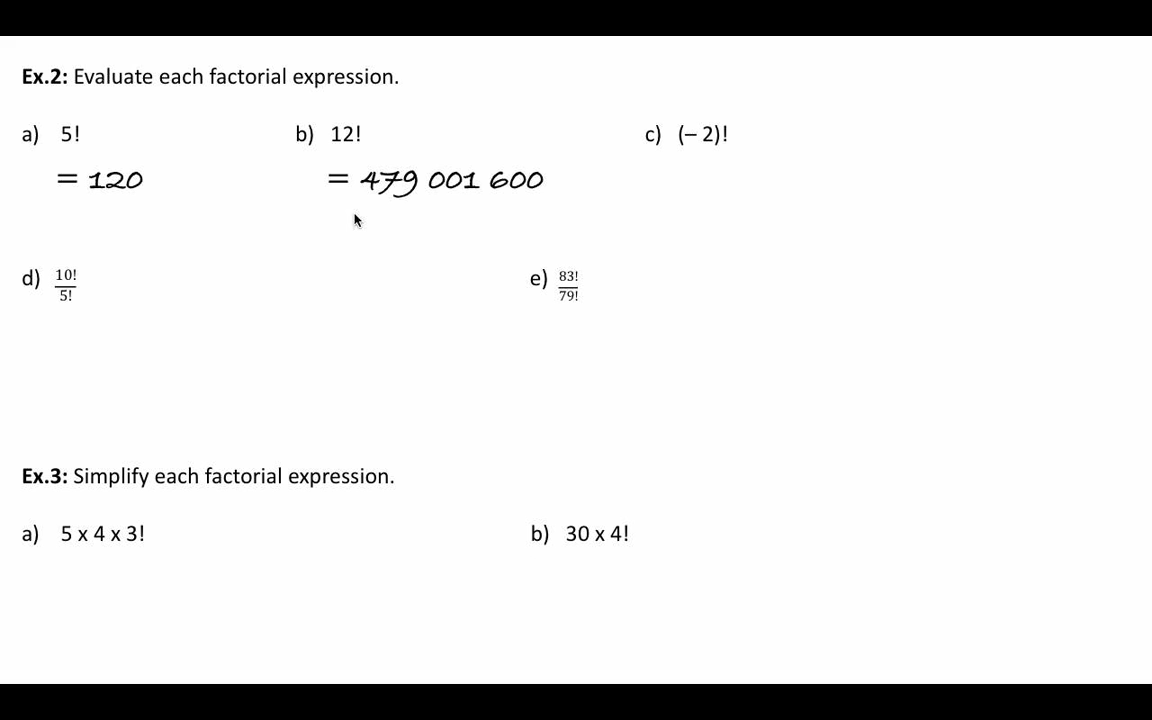 Ex.2: Evaluate each factorial expression.
a) 5! b) 12! c) (– 2)!
= 120 = 479 001 600
d) 10!/5! e) 83!/79!
Ex.3: Simplify each factorial expression.
a) 5 x 4 x 3! b) 30 x 4!